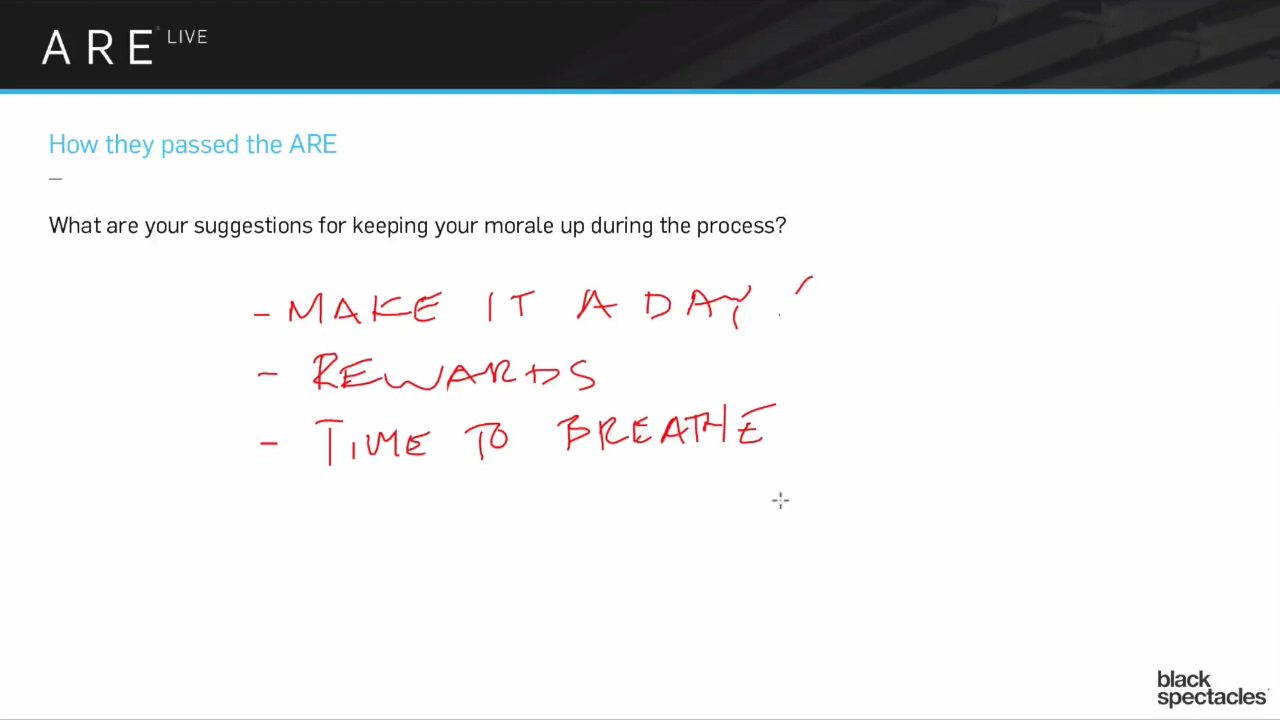 ARE LIVE
How they passed the ARE
—
What are your suggestions for keeping your morale up during the process?
- MAKE IT A DAY !
- REWARDS
- TIME TO BREATHE
black
spectacles